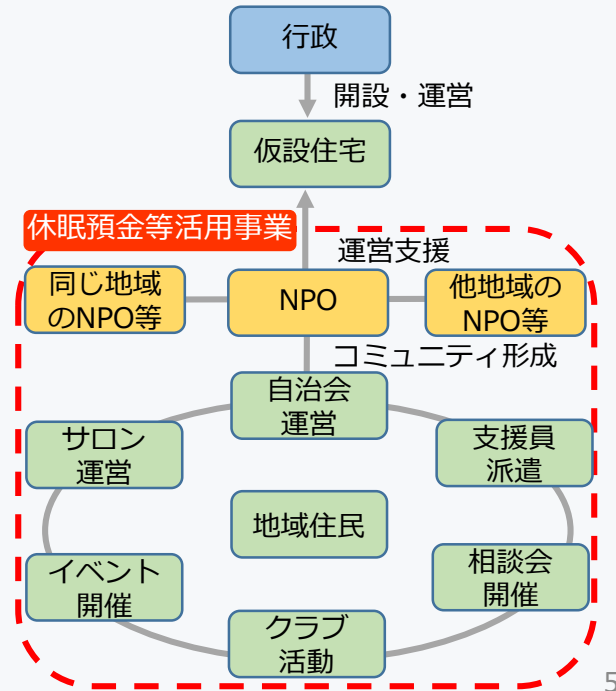 行政
開設・運営
仮設住宅
休眠預金等活用事業
運営支援
同じ地域
のNPO等
NPO
他地域の
NPO等
コミュニティ形成
自治会
運営
サロン
運営
支援員
派遣
地域住民
イベント
開催
相談会
開催
クラブ
活動
5